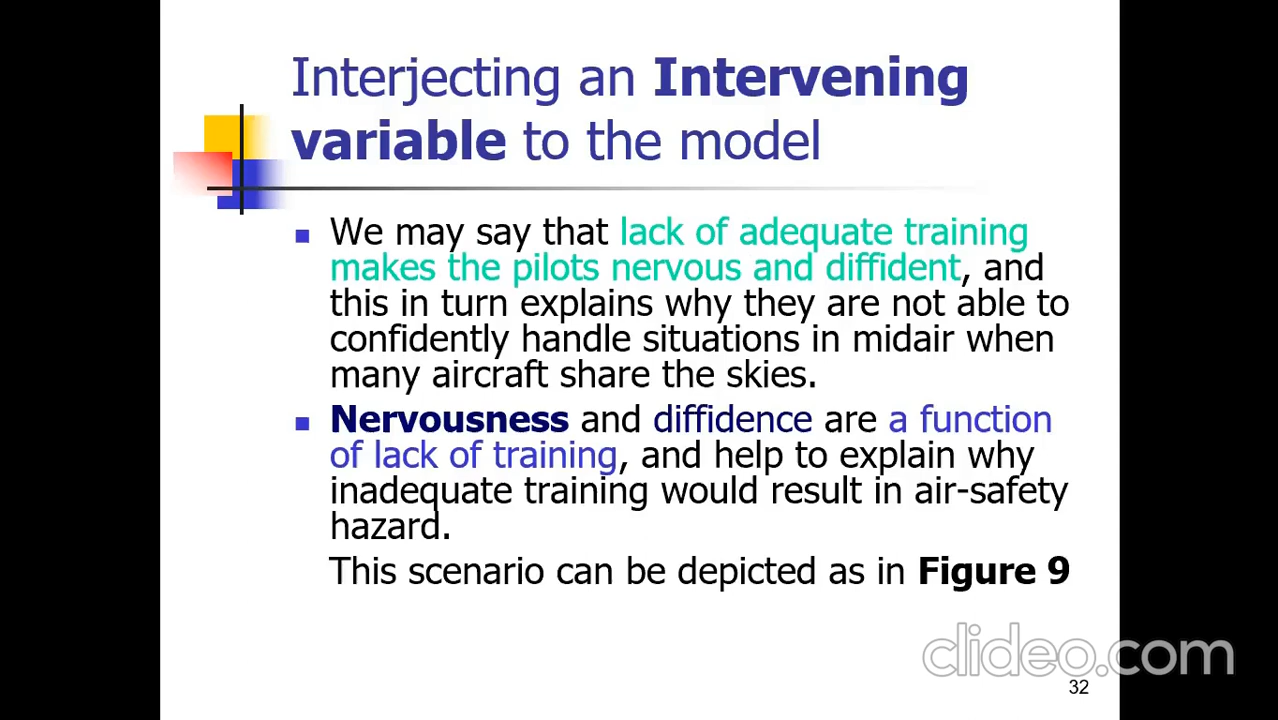 Interjecting an Intervening
variable to the model
We may say that lack of adequate training
makes the pilots nervous and diffident, and
this in turn explains why they are not able to
confidently handle situations in midair when
many aircraft share the skies.
Nervousness and diffidence are a function
of lack of training, and help to explain why
inadequate training would result in air-safety
hazard.
This scenario can be depicted as in Figure 9
clideo.com
32